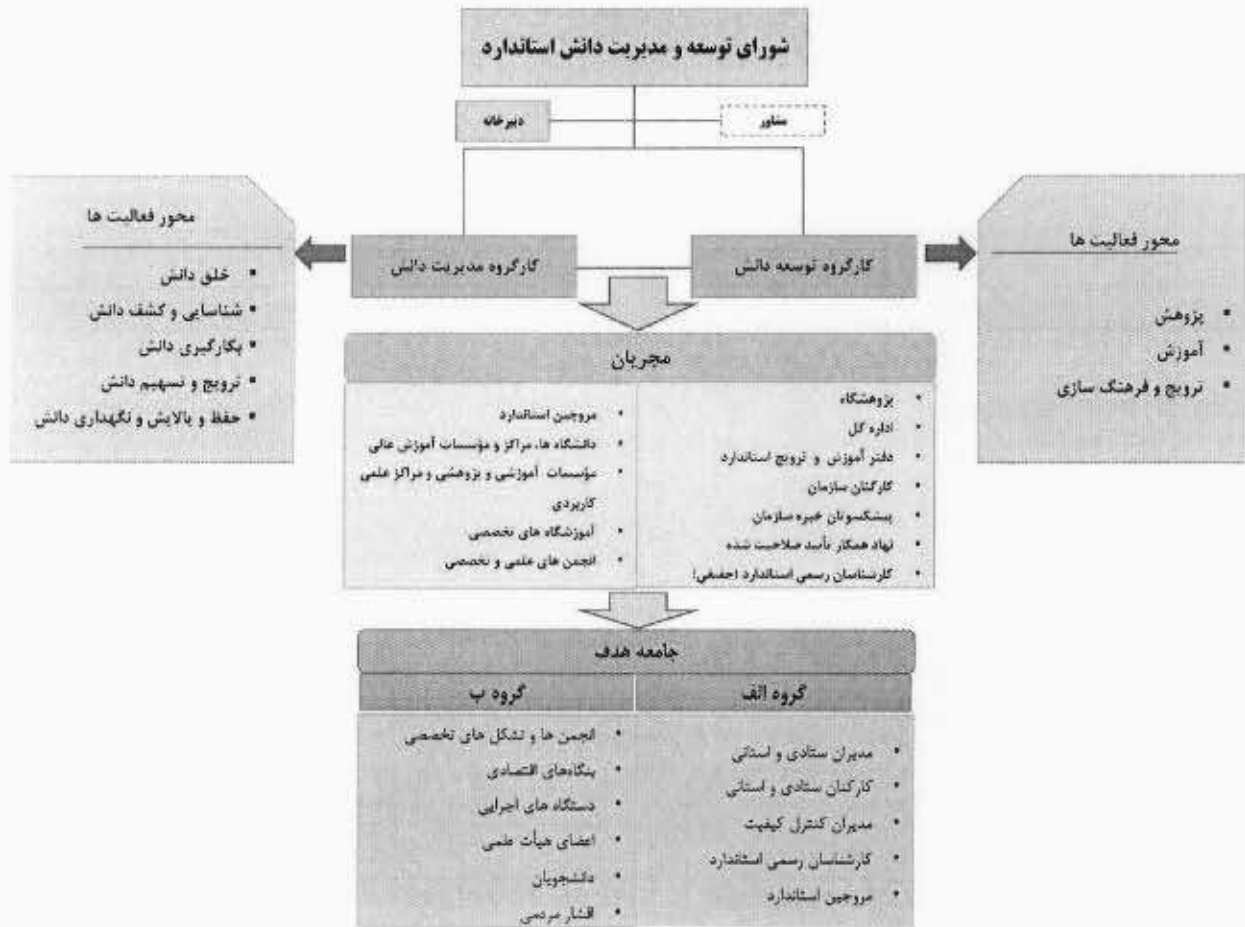 شورای توسعه و مدیریت دانش استاندارد
مشاور
دبیرخانه
کارگروه توسعه دانش
کارگروه مدیریت دانش
محور فعالیت ها
▪ پژوهش
▪ آموزش
▪ ترویج و فرهنگ سازی
محور فعالیت ها
▪ خلق دانش
▪ شناسایی و کشف دانش
▪ بکارگیری دانش
▪ ترویج و تسهیم دانش
▪ حفظ و پالایش و نگهداری دانش
مجریان
• پژوهشگاه
• اداره کل
• دفتر آموزش و ترویج استاندارد
• کارکنان سازمان
• پیشکسوتان خبره سازمان
• نهاد همکار تأیید صلاحیت شده
• کارشناسان رسمی استاندارد (حقیقی)
• مروجین استاندارد
• دانشگاه ها، مراکز و مؤسسات آموزش عالی
• مؤسسات آموزشی و پژوهشی و مراکز علمی
کاربردی
• آموزشگاه های تخصصی
• انجمن های علمی و تخصصی
جامعه هدف
گروه الف
• مدیران ستادی و استانی
• کارکنان ستادی و استانی
• مدیران کنترل کیفیت
• کارشناسان رسمی استاندارد
• مروجین استاندارد
گروه ب
• انجمن ها و تشکل های تخصصی
• بنگاه‌های اقتصادی
• دستگاه های اجرایی
• اعضای هیأت علمی
• دانشجویان
• اقشار مردمی